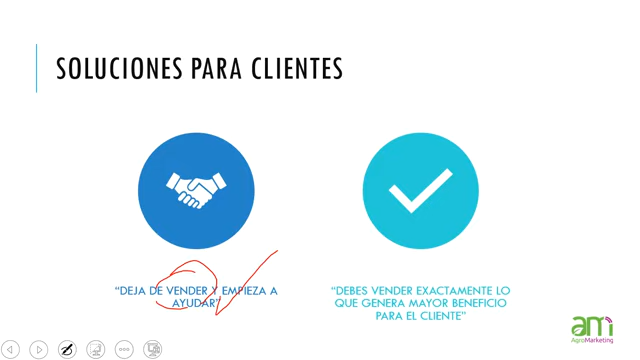 SOLUCIONES PARA CLIENTES
“DEJA DE VENDER Y EMPIEZA A
AYUDAR”
“DEBES VENDER EXACTAMENTE LO
QUE GENERA MAYOR BENEFICIO
PARA EL CLIENTE”
am
AgroMarketing